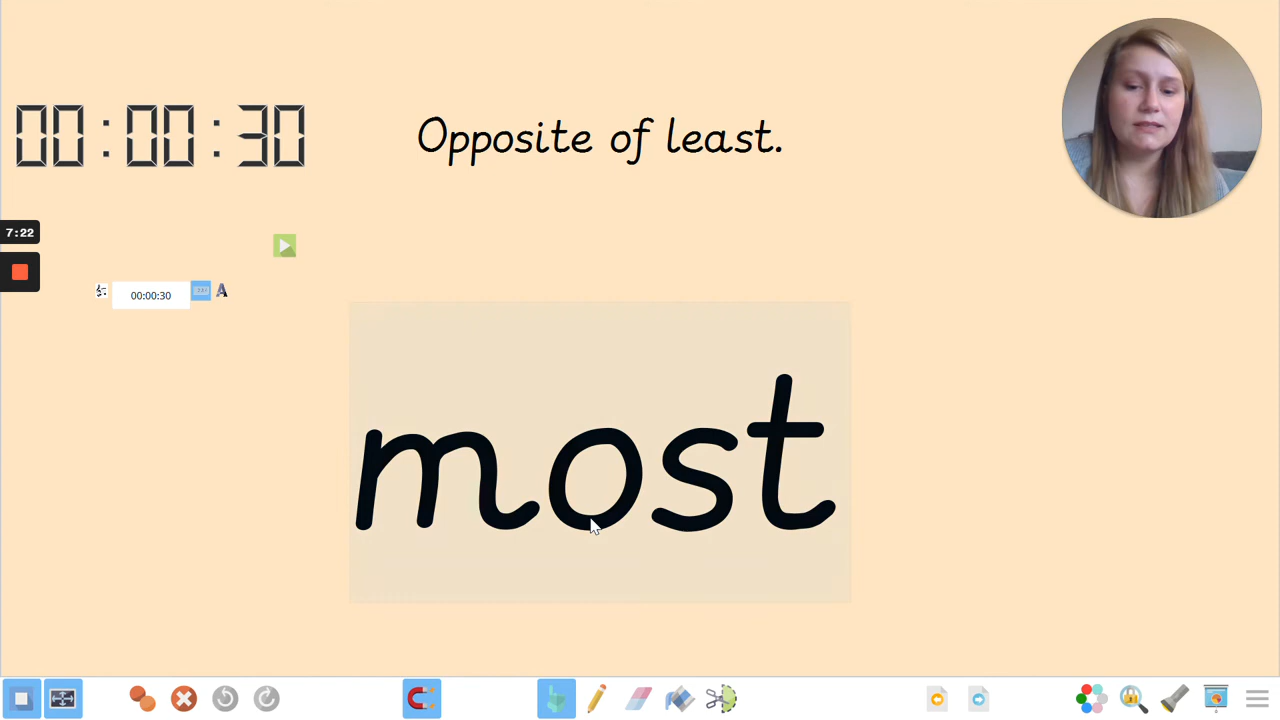 00:00:30
Opposite of least.
7:22
00:00:30
A
most